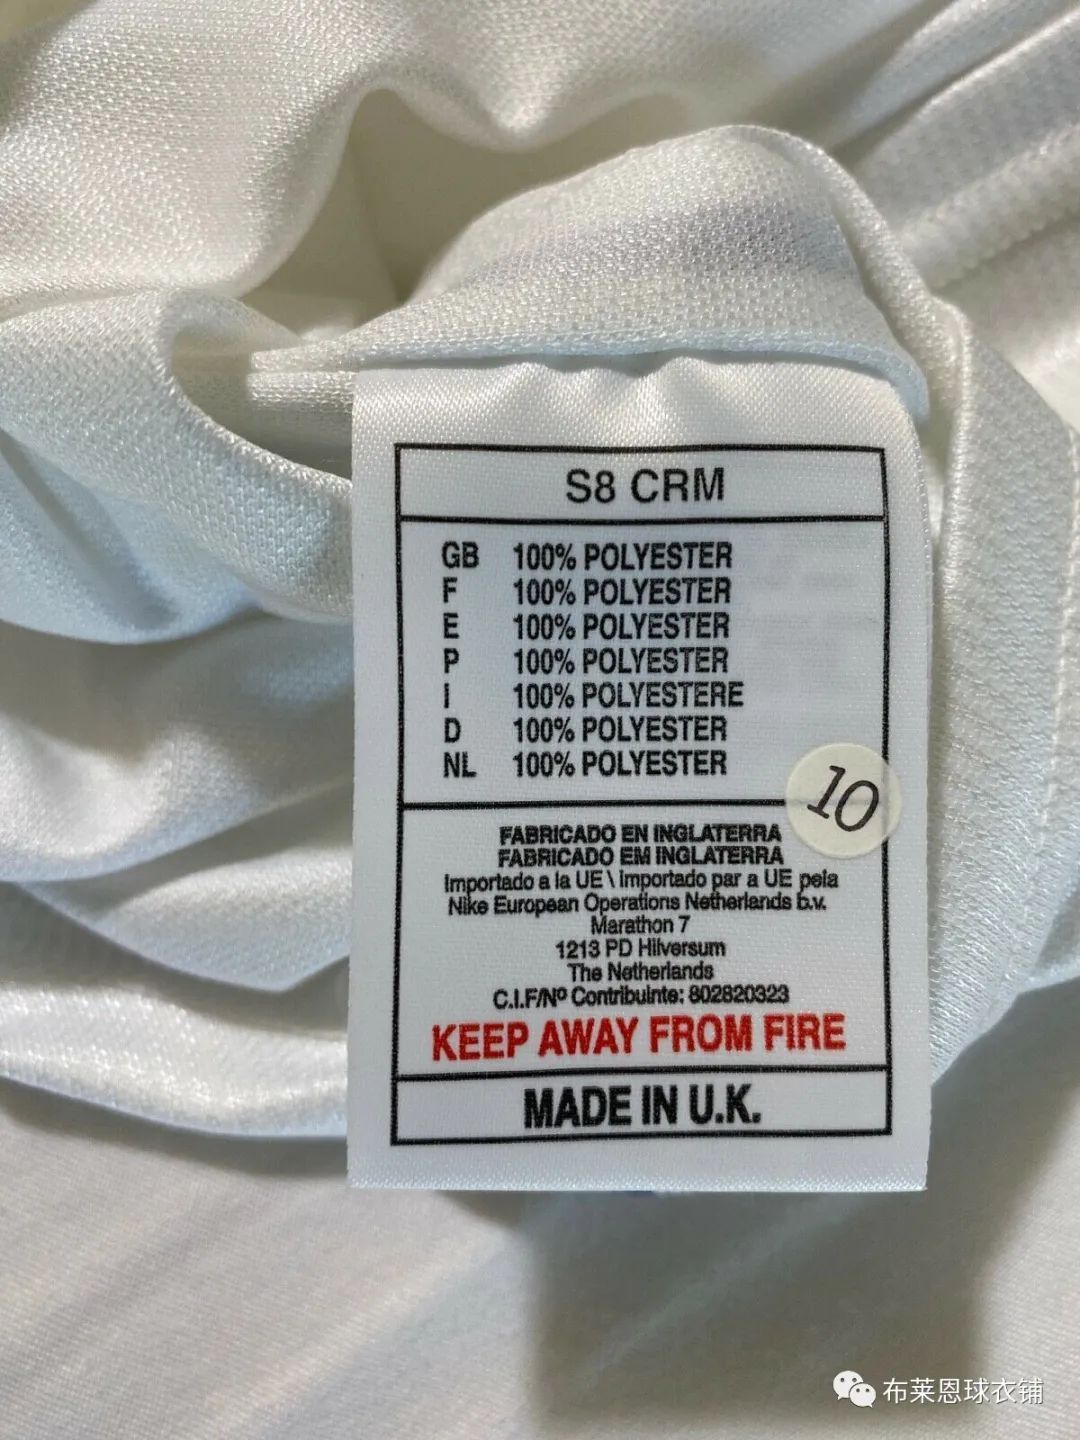 S8 CRM
GB 100% POLYESTER
F 100% POLYESTER
E 100% POLYESTER
P 100% POLYESTER
I 100% POLYESTERE
D 100% POLYESTER
NL 100% POLYESTER
10
FABRICADO EN INGLATERRA
FABRICADO EM INGLATERRA
Importado a la UE \ Importado par a UE pela
Nike European Operations Netherlands b.v.
Marathon 7
1213 PD Hilversum
The Netherlands
C.I.F/Nº Contribuinte: 802820323
KEEP AWAY FROM FIRE
MADE IN U.K.
布莱恩球衣铺